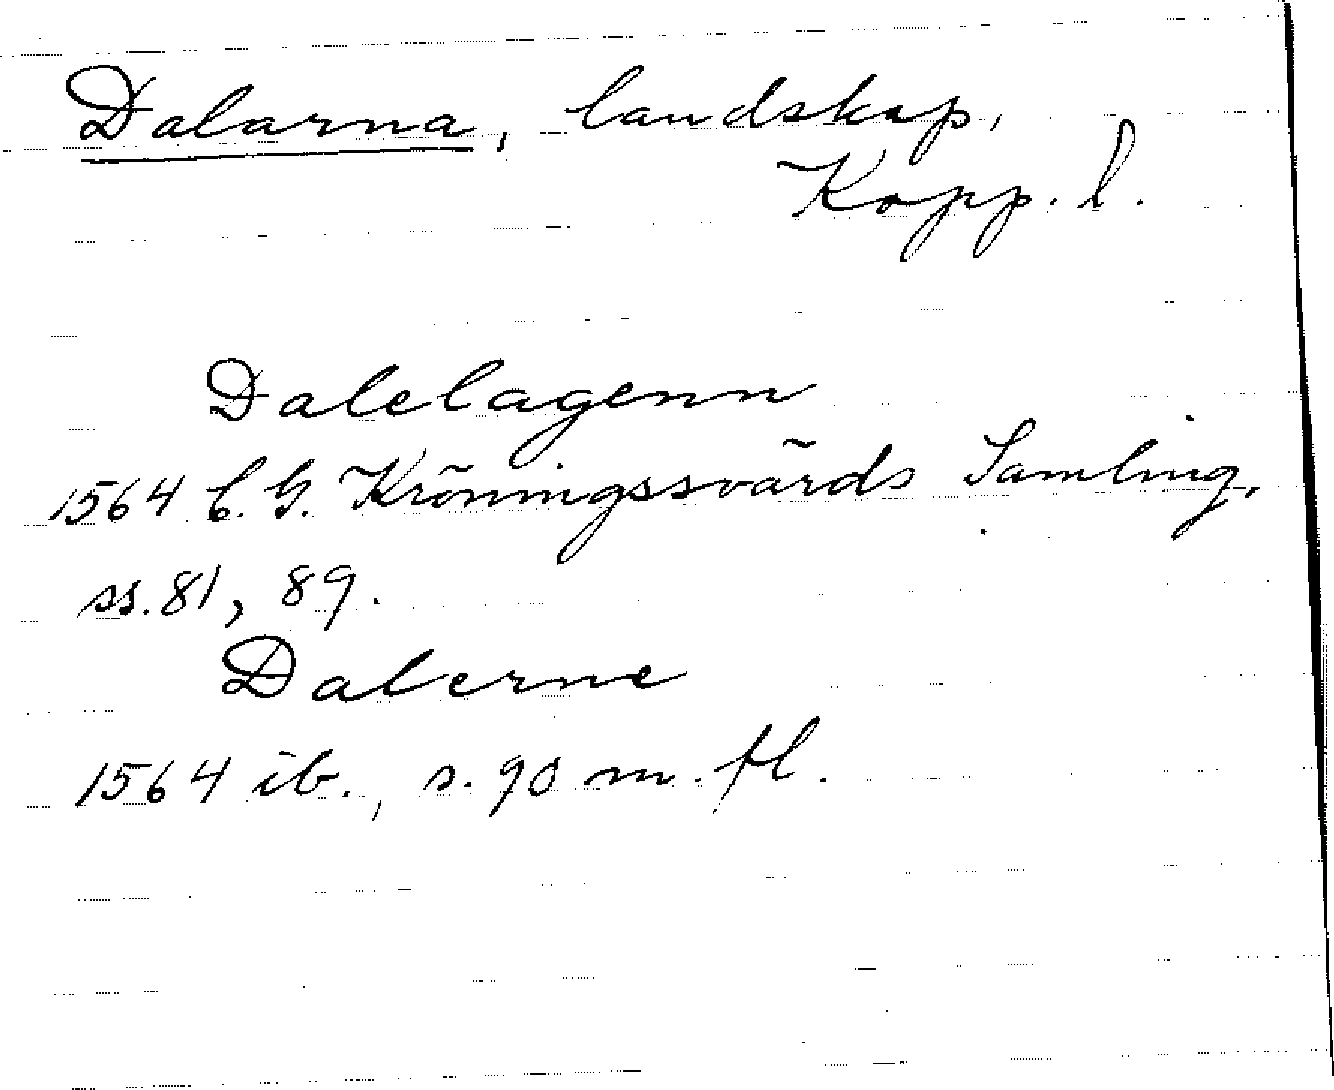 Dalarna, landskap,
Kopp. l.
Dalelagenn
1564 C. G. Kröningssvärds Samling,
ss. 81, 89.
Dalerne
1564 ib., s. 90 m. fl.